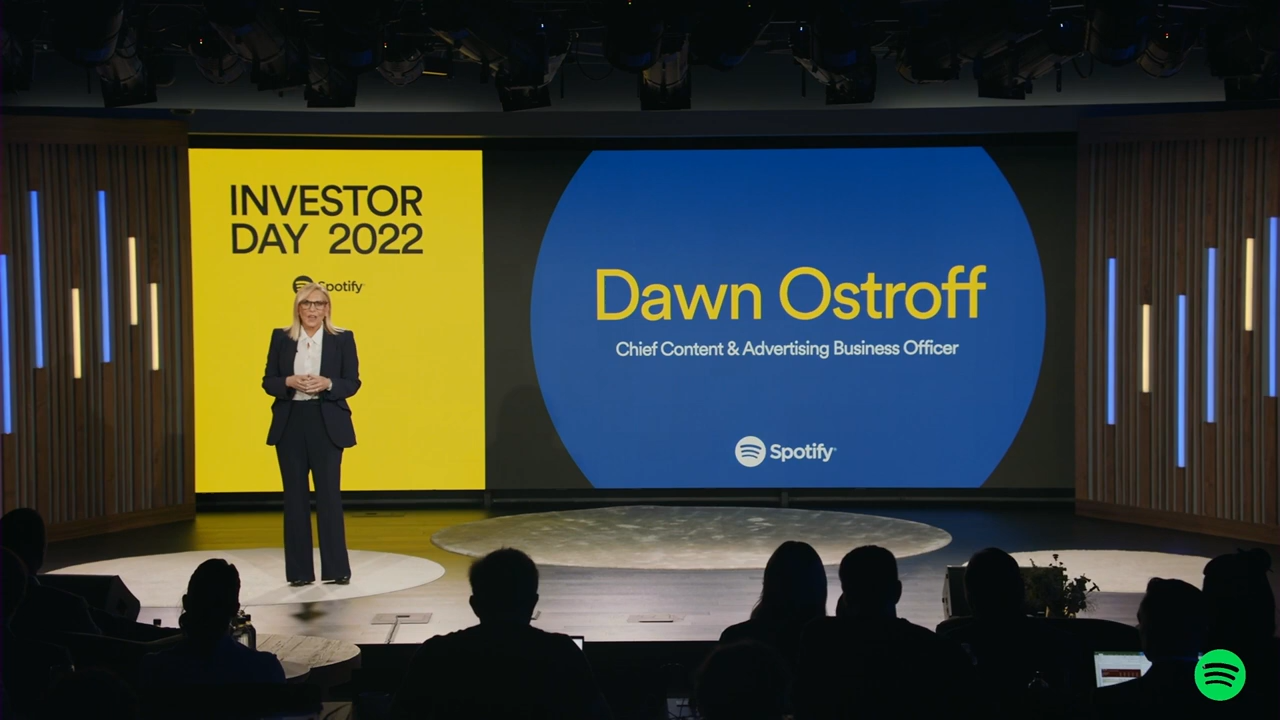 INVESTOR
DAY 2022
Spotify
Dawn Ostroff
Chief Content & Advertising Business Officer
Spotify